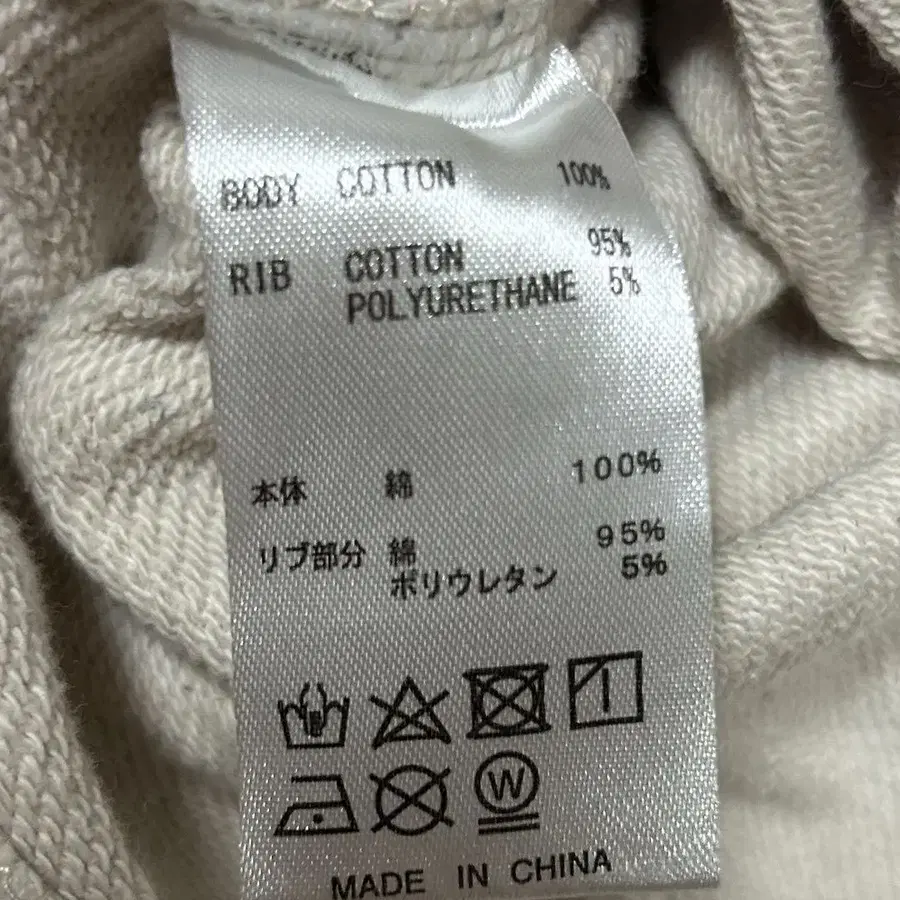 BODY COTTON 100%
RIB COTTON 95%
POLYURETHANE 5%
本体 綿 100%
リブ部分 綿 95%
ポリウレタン 5%
W
MADE IN CHINA